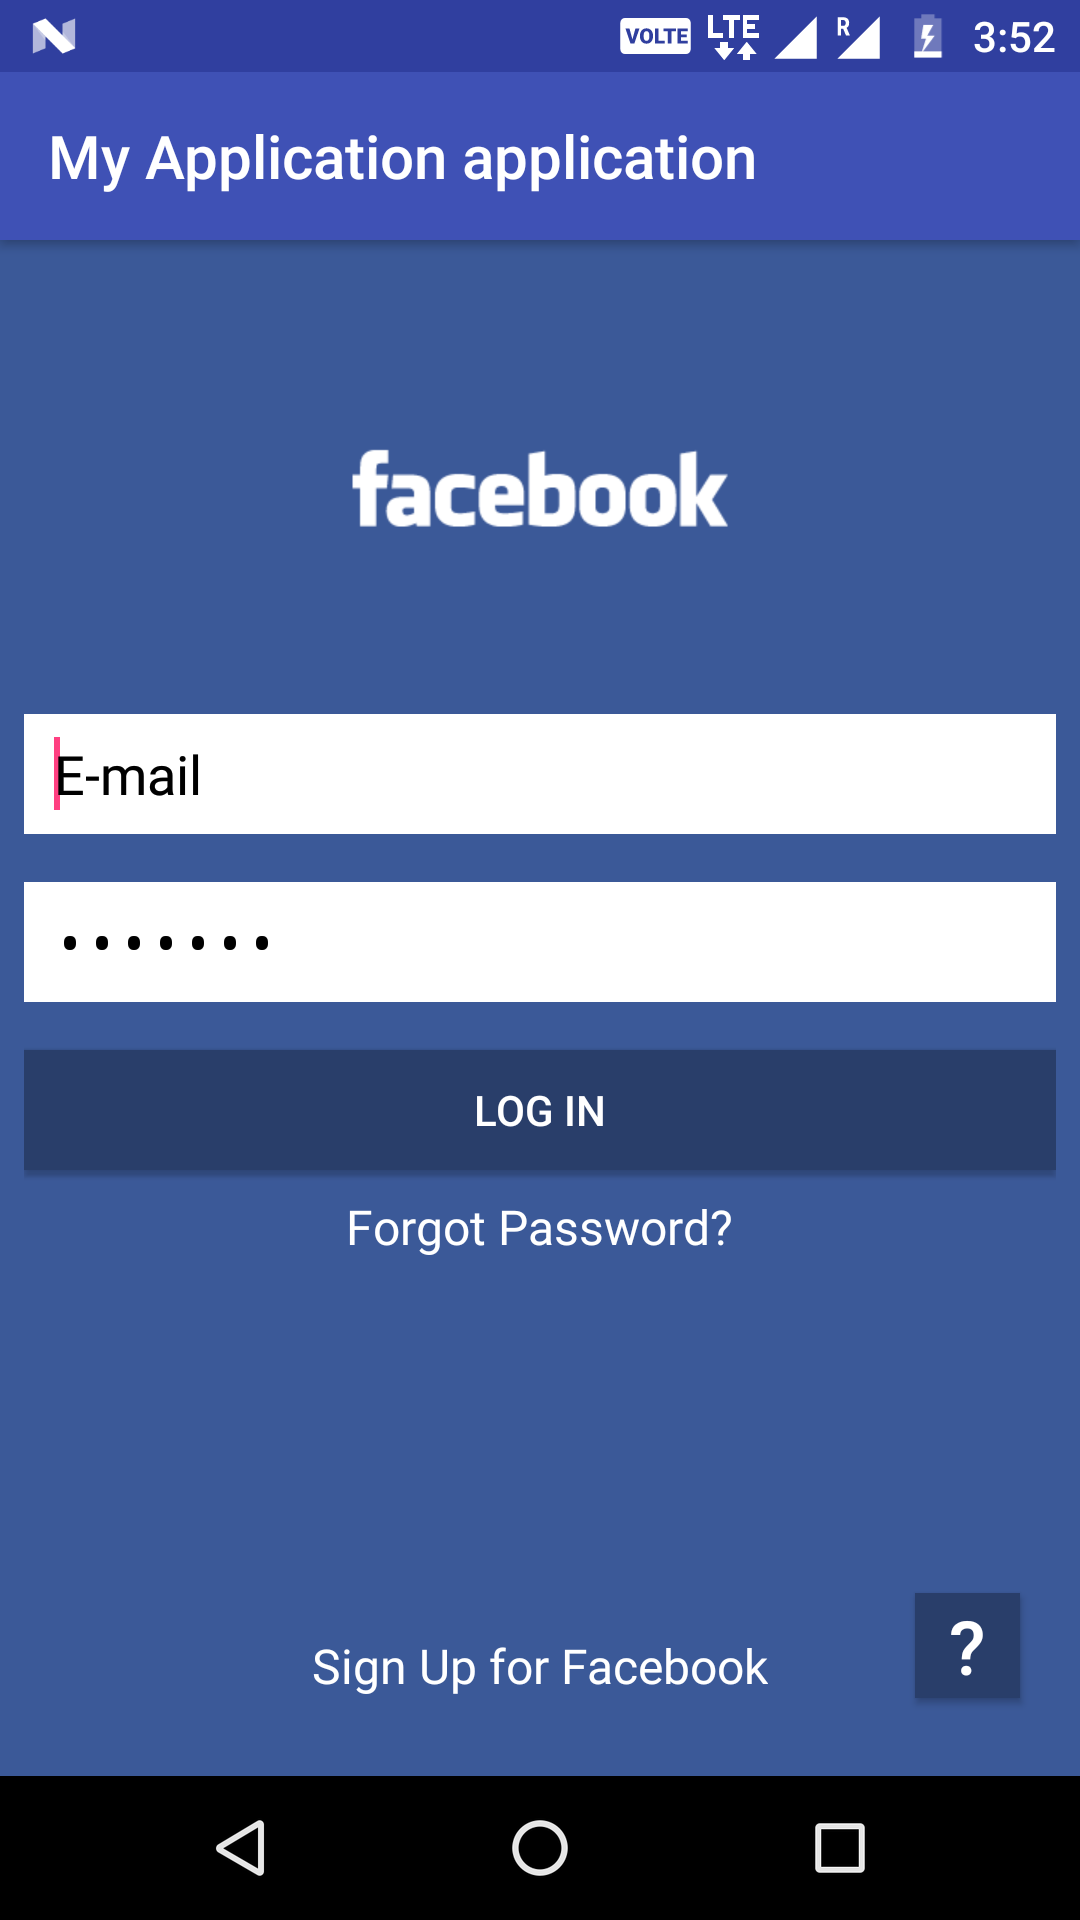 VOLTE LTE R 3:52
My Application application
facebook
E-mail
•••••••
LOG IN
Forgot Password?
?
Sign Up for Facebook